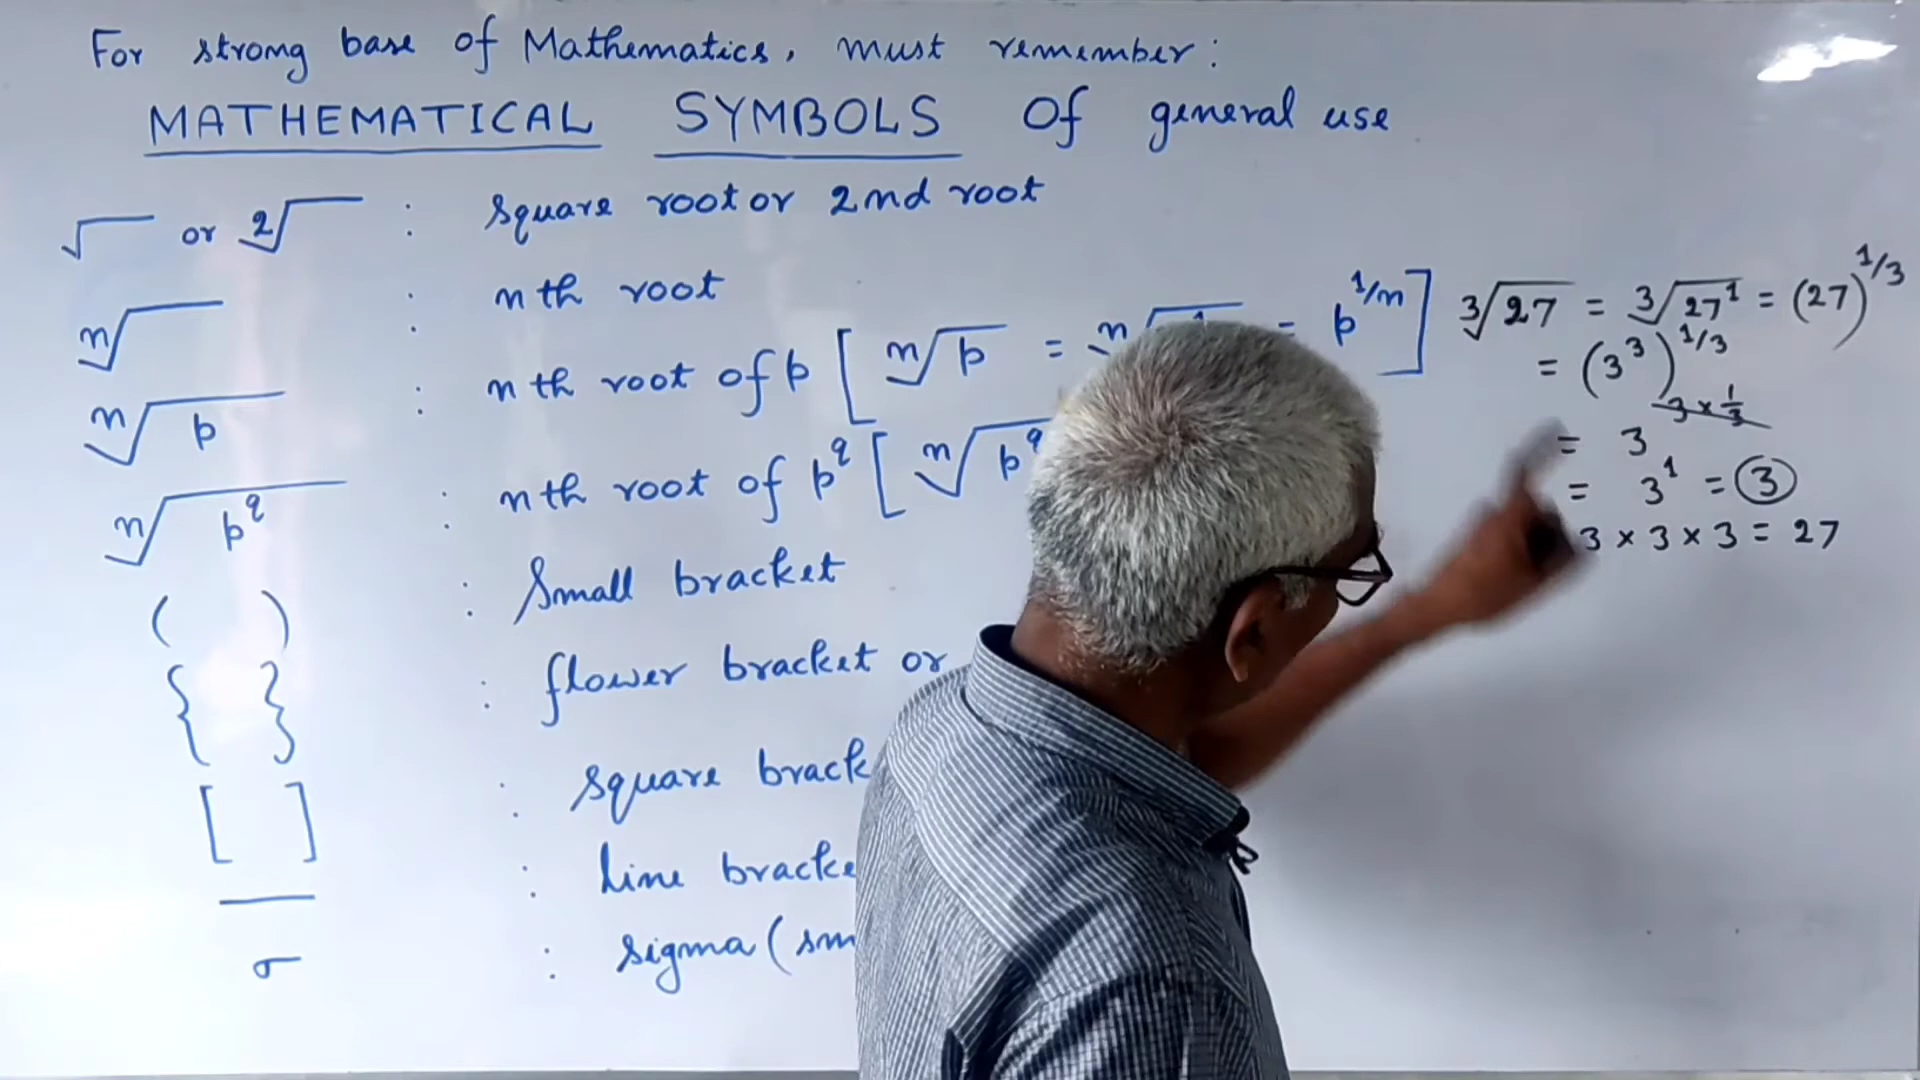 For strong base of Mathematics, must remember:
MATHEMATICAL SYMBOLS of general use
√ or ²√ : square root or 2nd root
ⁿ√ : nth root
ⁿ√p : nth root of p [ ⁿ√p = ⁿ√ ¹ = p^1/n ]
ⁿ√p^q : nth root of p^q [ ⁿ√p^q
( ) : Small bracket
{ } : flower bracket or
[ ] : square brack
— : Line bracke
σ : sigma (sm
³√27 = ³√27¹ = (27)^1/3
= (3³)^1/3
= 3^3×1/3
= 3¹ = 3
3 × 3 × 3 = 27